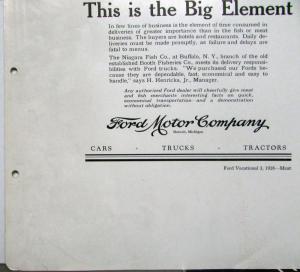 This is the Big Element
In few lines of business is the element of time consumed in
deliveries of greater importance than in the fish or meat
business. The buyers are hotels and restaurants. Daily de-
liveries must be made promptly, as failure and delays are
fatal to menus.
The Niagara Fish Co., at Buffalo, N. Y., branch of the old
established Booth Fisheries Co., meets its delivery responsi-
bilities with Ford trucks. "We purchased our Fords be-
cause they are dependable, fast, economical and easy to
handle," says H. Henricks, Jr., Manager.
Any authorized Ford dealer will cheerfully give meat
and fish merchants interesting facts on quick,
economical transportation and a demonstration
without obligation.
Ford Motor Company
Detroit, Michigan
CARS · TRUCKS · TRACTORS
Ford Vocational 3, 1926—Meat